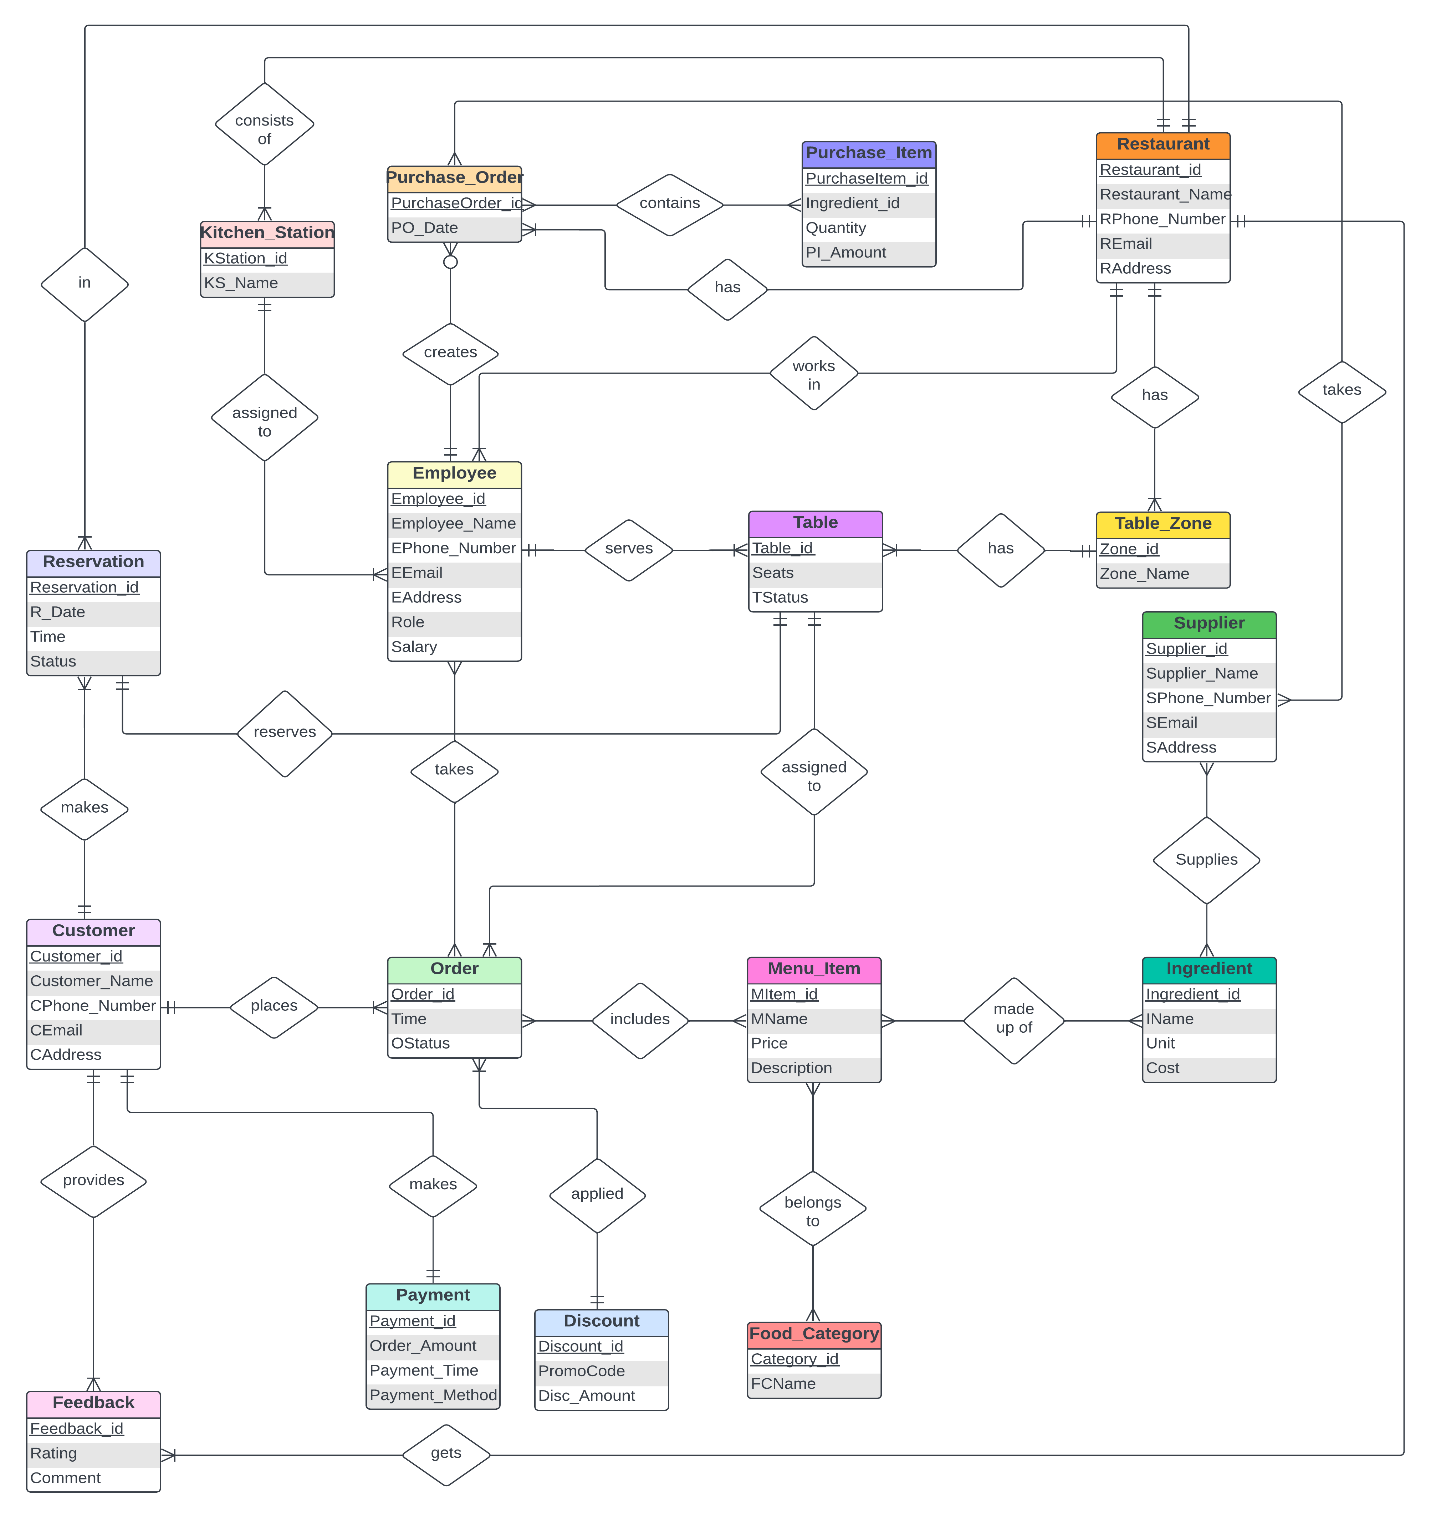 consists
of
Purchase_Order
PurchaseOrder_id
PO_Date
contains
Purchase_Item
PurchaseItem_id
Ingredient_id
Quantity
PI_Amount
Restaurant
Restaurant_id
Restaurant_Name
RPhone_Number
REmail
RAddress
Kitchen_Station
KStation_id
KS_Name
in
has
creates
works
in
has
takes
assigned
to
Employee
Employee_id
Employee_Name
EPhone_Number
EEmail
EAddress
Role
Salary
serves
Table
Table_id
Seats
TStatus
has
Table_Zone
Zone_id
Zone_Name
Reservation
Reservation_id
R_Date
Time
Status
Supplier
Supplier_id
Supplier_Name
SPhone_Number
SEmail
SAddress
reserves
takes
assigned
to
makes
Supplies
Customer
Customer_id
Customer_Name
CPhone_Number
CEmail
CAddress
places
Order
Order_id
Time
OStatus
includes
Menu_Item
MItem_id
MName
Price
Description
made
up of
Ingredient
Ingredient_id
IName
Unit
Cost
provides
makes
applied
belongs
to
Payment
Payment_id
Order_Amount
Payment_Time
Payment_Method
Discount
Discount_id
PromoCode
Disc_Amount
Food_Category
Category_id
FCName
Feedback
Feedback_id
Rating
Comment
gets